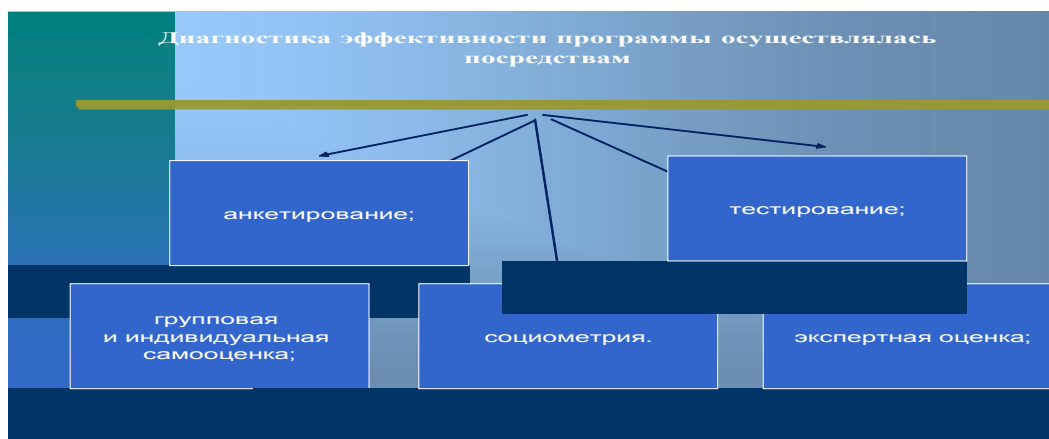 Диагностика эффективности программы осуществлялась
посредствам
анкетирование;
тестирование;
групповая
и индивидуальная
самооценка;
социометрия.
экспертная оценка;